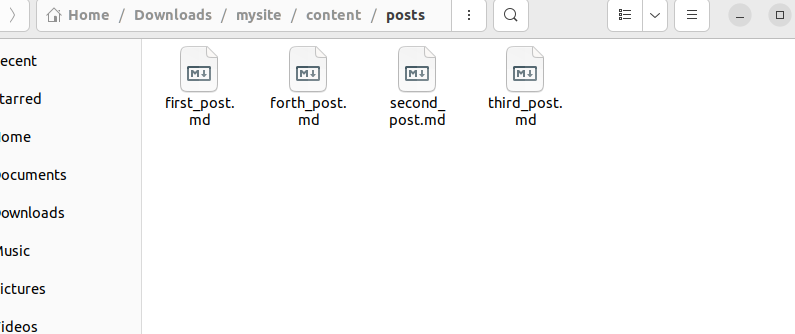 Home / Downloads / mysite / content / posts
ecent
tarred
ome
ocuments
ownloads
usic
ictures
ideos
M↓
M↓
M↓
M↓
first_post.
md
forth_post.
md
second_
post.md
third_post.
md